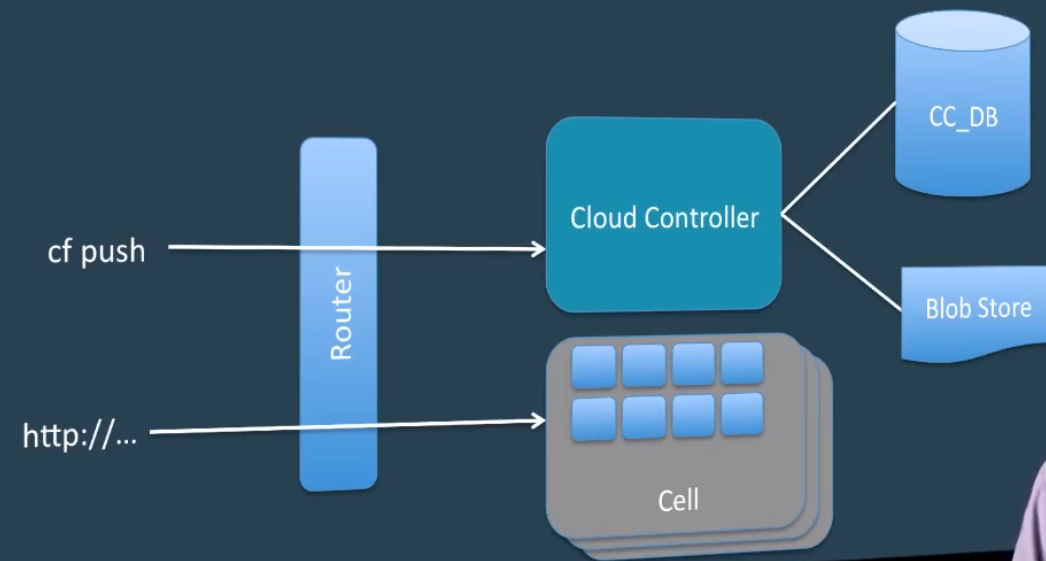 CC_DB
Cloud Controller
cf push
Router
Blob Store
http://...
Cell